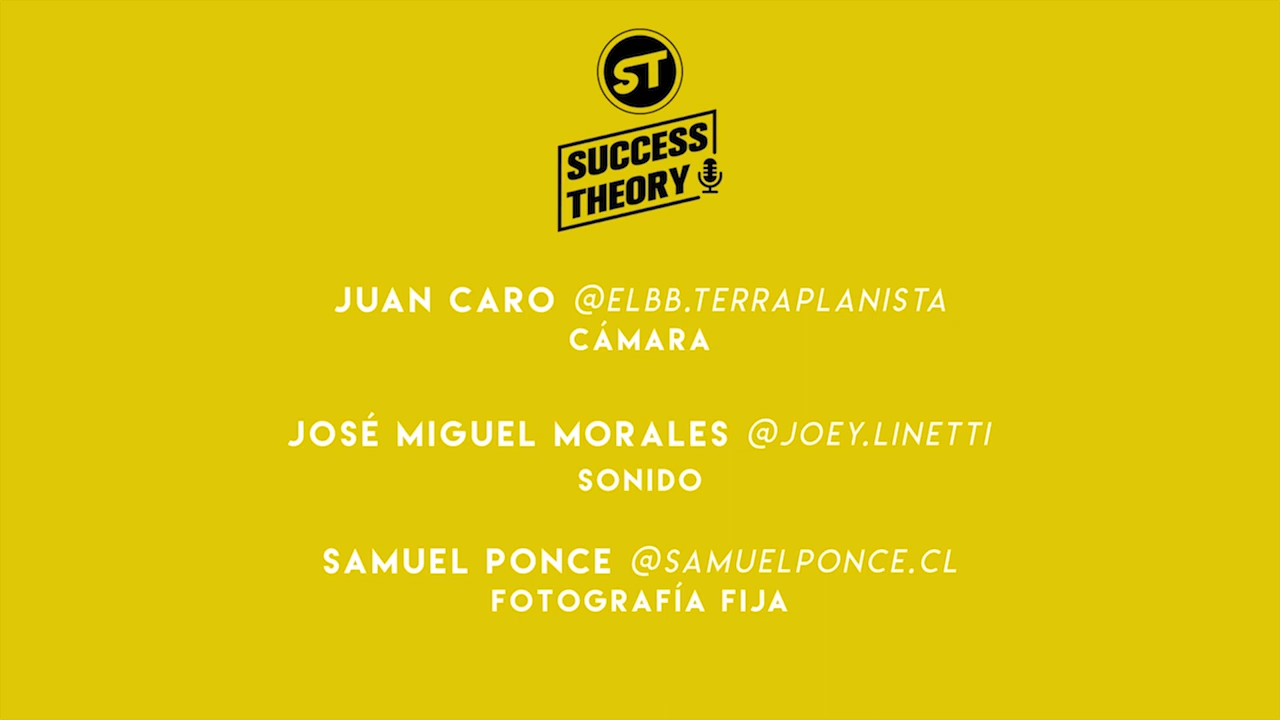 ST
SUCCESS
THEORY
JUAN CARO @ELBB.TERRAPLANISTA
CÁMARA
JOSÉ MIGUEL MORALES @JOEY.LINETTI
SONIDO
SAMUEL PONCE @SAMUELPONCE.CL
FOTOGRAFÍA FIJA